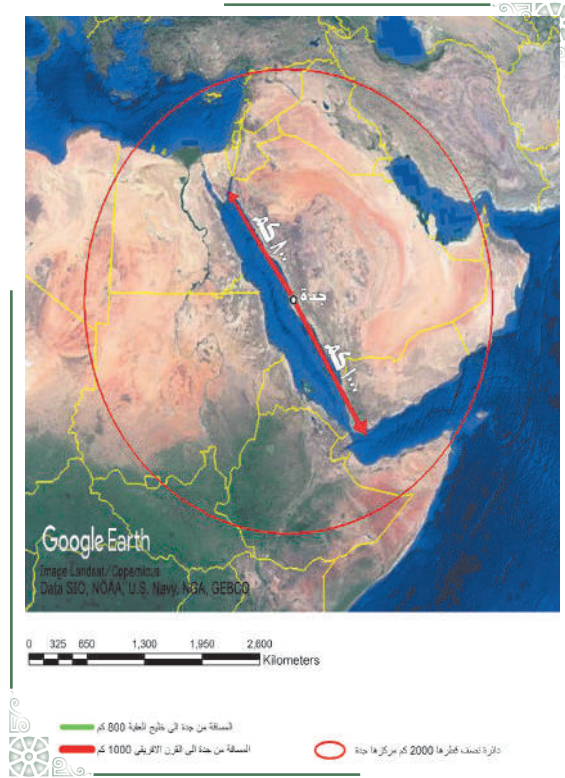 ٨٠٠ كم
جدة
١٠٠٠ كم
Google Earth
Image Landsat / Copernicus
Data SIO, NOAA, U.S. Navy, NGA, GEBCO
0 325 650 1,300 1,950 2,600
Kilometers
المسافة من جدة الى خليج العقبة 800 كم
المسافة من جدة الى القرن الافريقي 1000 كم
دائرة نصف قطرها 2000 كم مركزها جدة